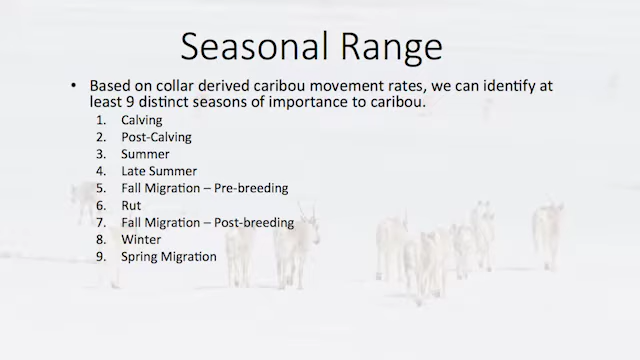 Seasonal Range
• Based on collar derived caribou movement rates, we can identify at
least 9 distinct seasons of importance to caribou.
1. Calving
2. Post-Calving
3. Summer
4. Late Summer
5. Fall Migration – Pre-breeding
6. Rut
7. Fall Migration – Post-breeding
8. Winter
9. Spring Migration